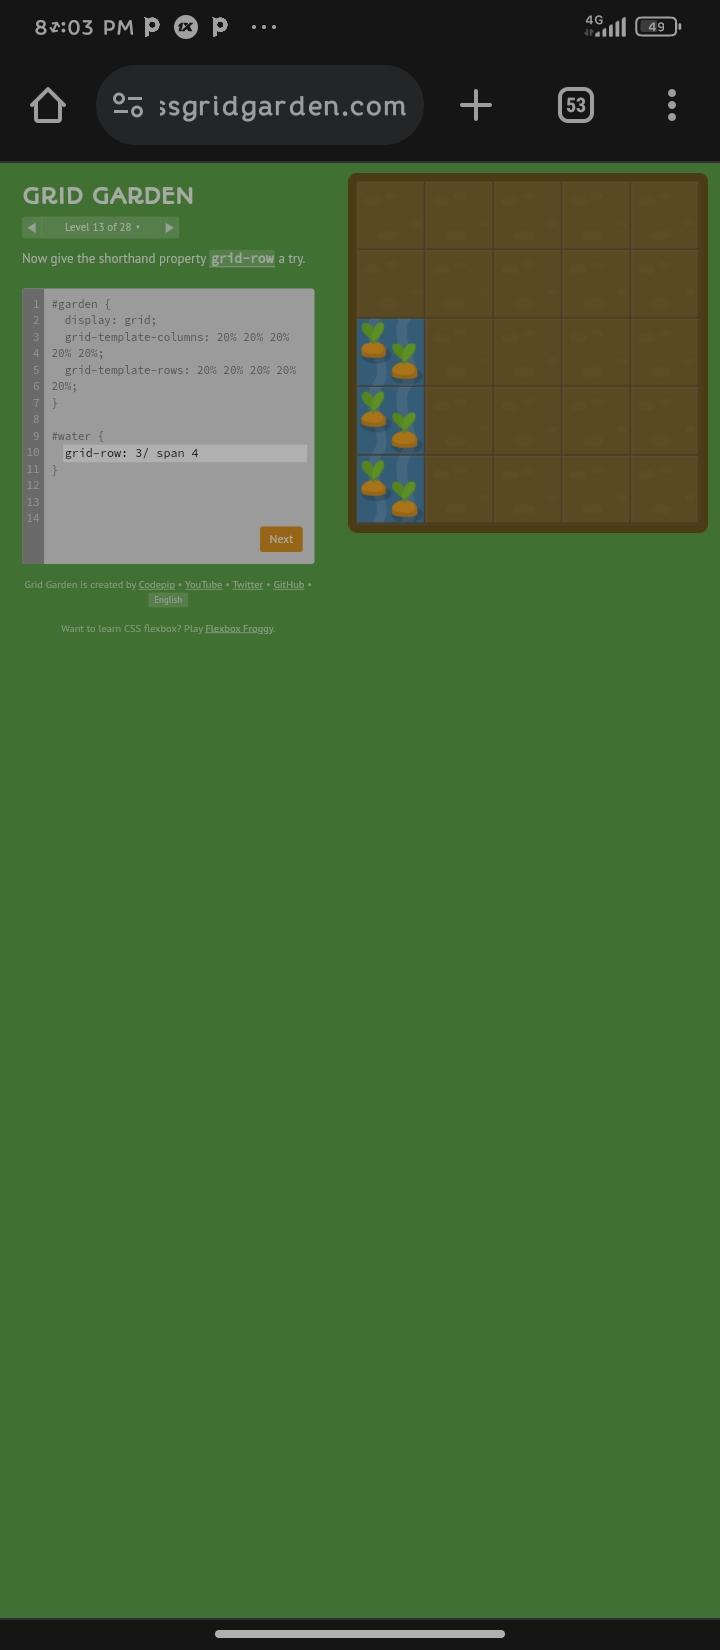 8:03 PM
4G
49
ssgridgarden.com
53
GRID GARDEN
Level 13 of 28
Now give the shorthand property grid-row a try.
1 #garden {
2   display: grid;
3   grid-template-columns: 20% 20% 20%
4 20% 20%;
5   grid-template-rows: 20% 20% 20% 20%
6 20%;
7 }
8
9 #water {
10   grid-row: 3/ span 4
11 }
12
13
14
Next
Grid Garden is created by Codepip • YouTube • Twitter • GitHub •
English
Want to learn CSS flexbox? Play Flexbox Froggy.